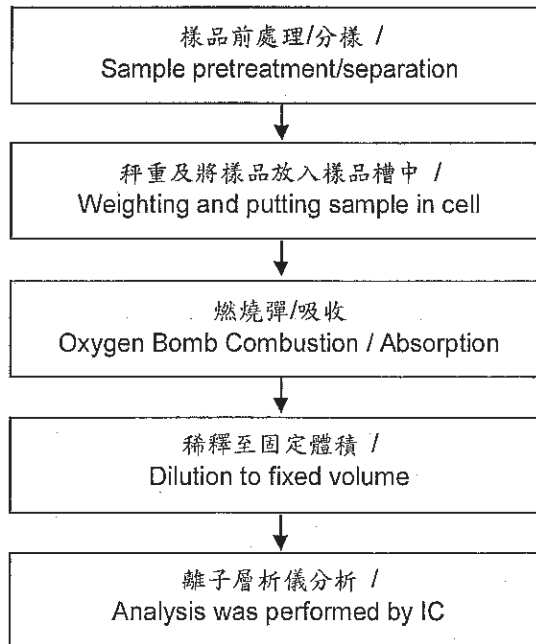 樣品前處理/分樣 /
Sample pretreatment/separation
秤重及將樣品放入樣品槽中 /
Weighting and putting sample in cell
燃燒彈/吸收
Oxygen Bomb Combustion / Absorption
稀釋至固定體積 /
Dilution to fixed volume
離子層析儀分析 /
Analysis was performed by IC